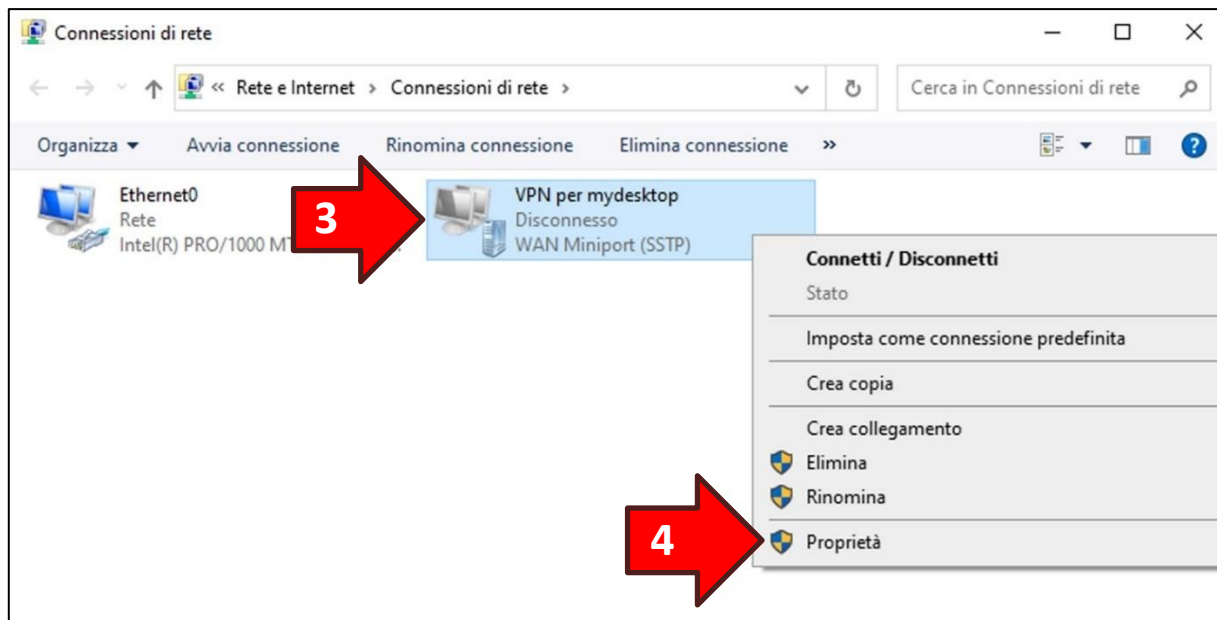 Connessioni di rete
« Rete e Internet > Connessioni di rete >
Cerca in Connessioni di rete
Organizza
Avvia connessione
Rinomina connessione
Elimina connessione
»
?
Ethernet0
Rete
Intel(R) PRO/1000
3
VPN per mydesktop
Disconnesso
WAN Miniport (SSTP)
Connetti / Disconnetti
Stato
Imposta come connessione predefinita
Crea copia
Crea collegamento
Elimina
Rinomina
4
Proprietà